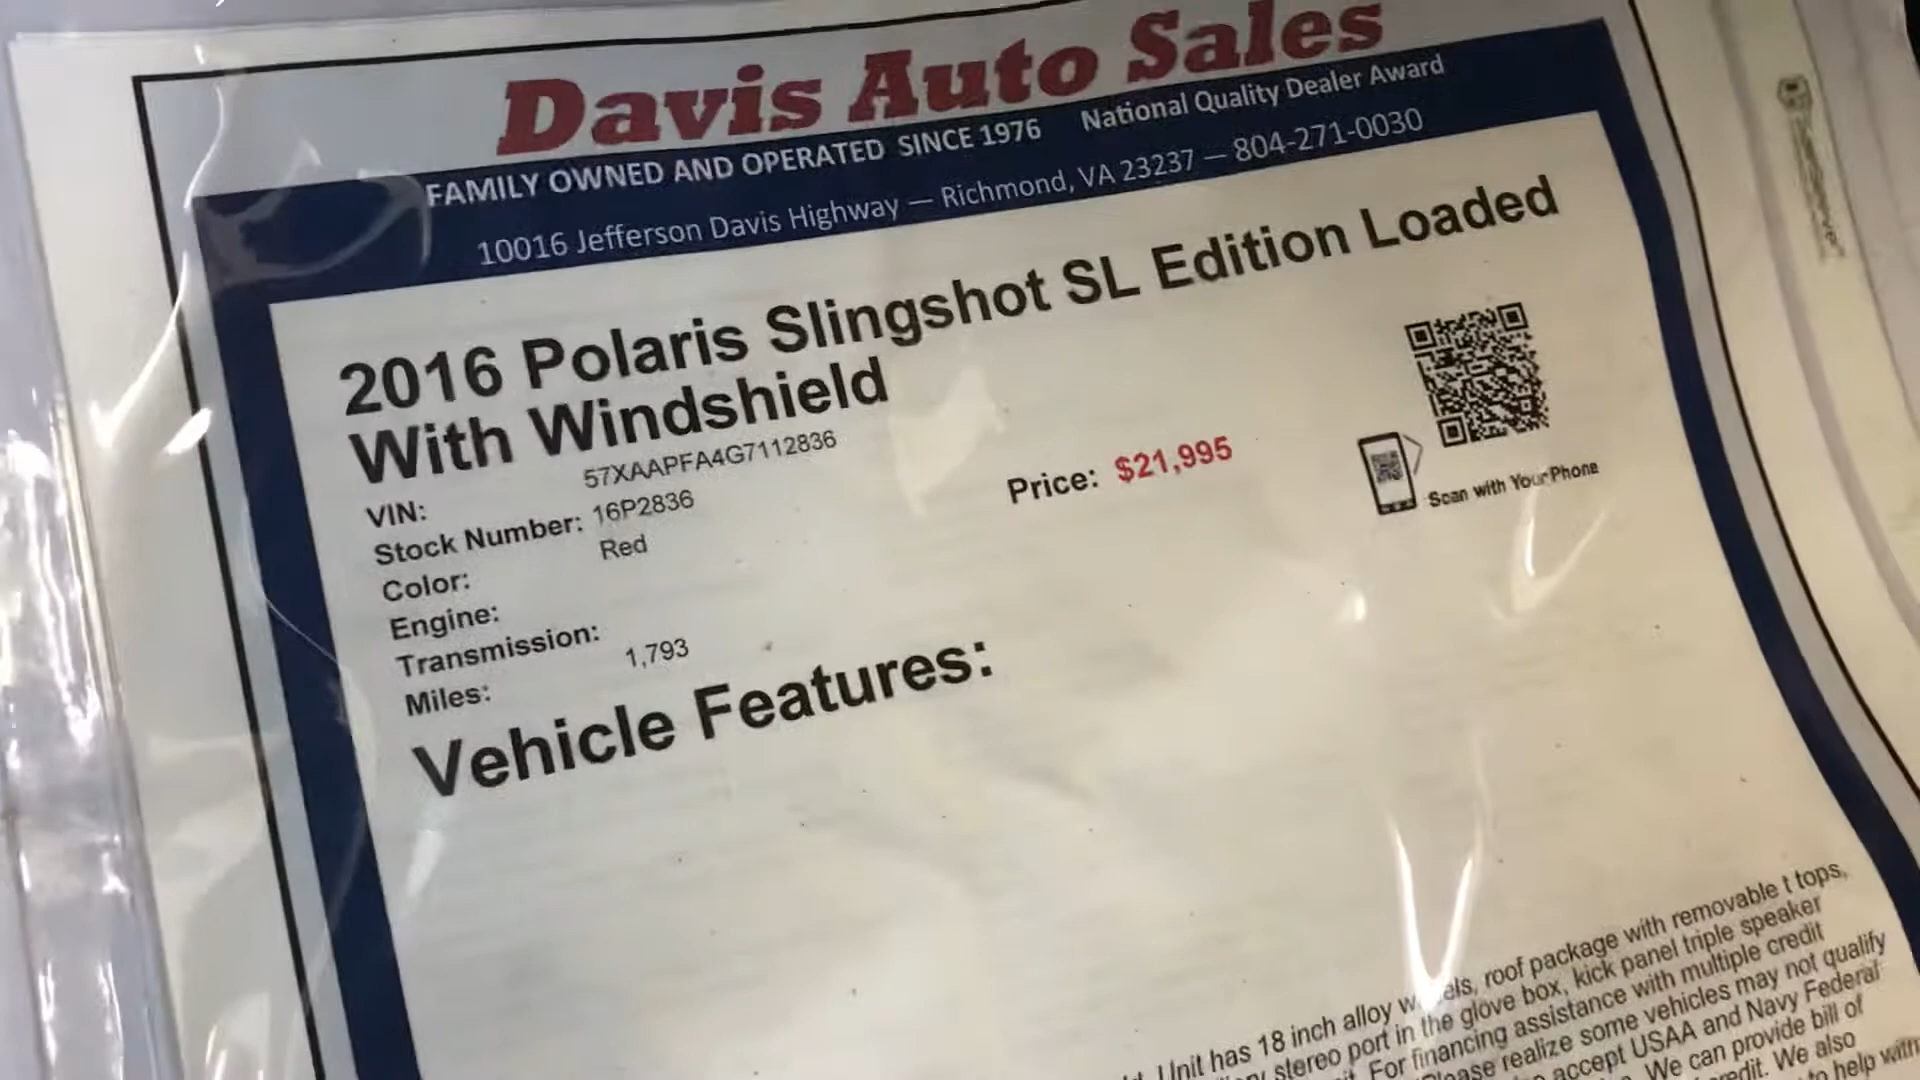 Davis Auto Sales
FAMILY OWNED AND OPERATED SINCE 1976 National Quality Dealer Award
10016 Jefferson Davis Highway — Richmond, VA 23237 — 804-271-0030
2016 Polaris Slingshot SL Edition Loaded
With Windshield
VIN: 57XAAPFA4G7112836
Stock Number: 16P2836
Color: Red
Engine:
Transmission:
Miles: 1,793
Price: $21,995
Scan with Your Phone
Vehicle Features:
Unit has 18 inch alloy roof package with removable t tops,
stereo port in the glove box, kick panel triple speaker
For financing assistance with multiple credit
realize some vehicles may not qualify
accept USAA and Navy Federal
We can provide bill of
We also
to help with